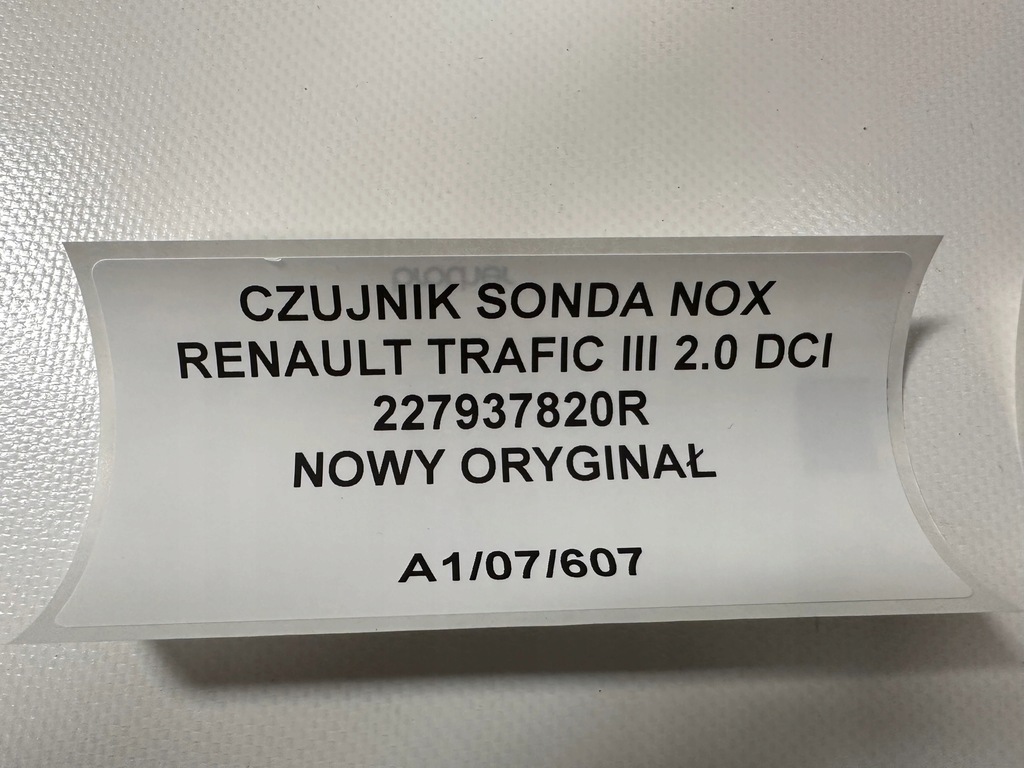 CZUJNIK SONDA NOX
RENAULT TRAFIC III 2.0 DCI
227937820R
NOWY ORYGINAŁ
A1/07/607